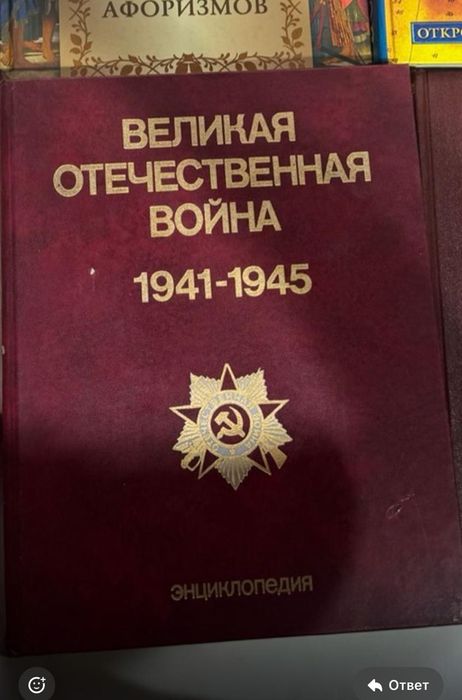 АФОРИЗМОВ
ОТКРО
ВЕЛИКАЯ
ОТЕЧЕСТВЕННАЯ
ВОЙНА
1941-1945
ЭНЦИКЛОПЕДИЯ
Ответ